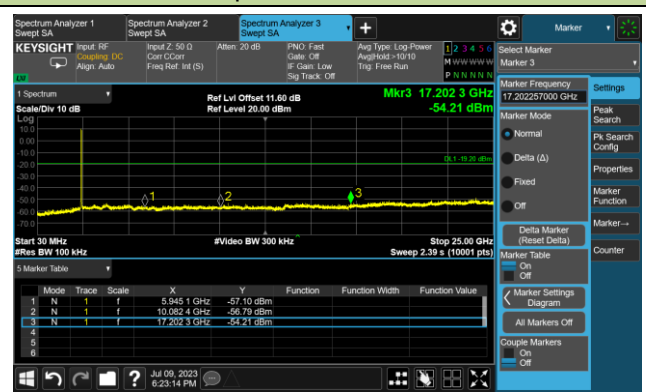 Spectrum Analyzer 1
Swept SA
Spectrum Analyzer 2
Swept SA
Spectrum Analyzer 3
Swept SA
+
Marker
KEYSIGHT
Input: RF
Coupling: DC
Align: Auto
Input Z: 50 Ω
Corr CCorr
Freq Ref: Int (S)
Atten: 20 dB
PNO: Fast
Gate: Off
IF Gain: Low
Sig Track: Off
Avg Type: Log-Power
Avg|Hold:>10/10
Trig: Free Run
1 2 3 4 5 6
M W W W W W
P N N N N N
LXI
Select Marker
Marker 3
1 Spectrum
Scale/Div 10 dB
Log
Ref Lvl Offset 11.60 dB
Ref Level 20.00 dBm
Mkr3 17.202 3 GHz
-54.21 dBm
10.0
0.00
-10.0
-20.0
-30.0
-40.0
-50.0
-60.0
-70.0
DL1 -19.20 dBm
1
2
3
Start 30 MHz
#Res BW 100 kHz
#Video BW 300 kHz
Stop 25.00 GHz
Sweep 2.39 s (10001 pts)
5 Marker Table
Mode Trace Scale X Y Function Function Width Function Value
1 N 1 f 5.945 1 GHz -57.10 dBm
2 N 1 f 10.082 4 GHz -56.79 dBm
3 N 1 f 17.202 3 GHz -54.21 dBm
4
5
6
Marker Frequency
17.202257000 GHz
Marker Mode
Normal
Delta (Δ)
Fixed
Off
Delta Marker
(Reset Delta)
Marker Table
On
Off
Marker Settings
Diagram
All Markers Off
Couple Markers
On
Off
Settings
Peak
Search
Pk Search
Config
Properties
Marker
Function
Marker→
Counter
?
Jul 09, 2023
6:23:14 PM